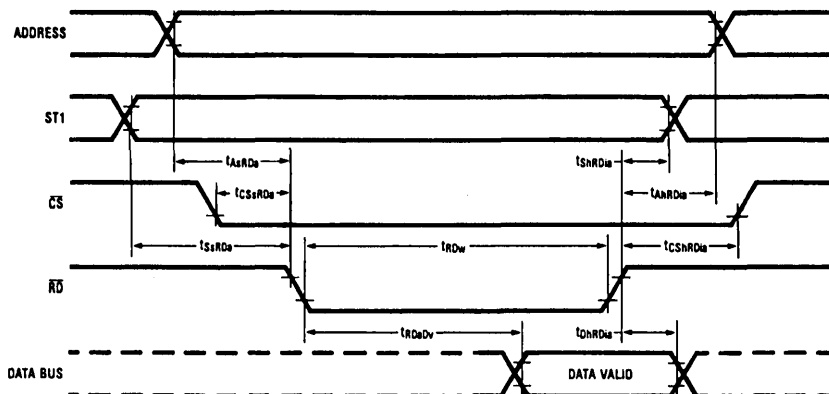 ADDRESS
ST1
tAsRDa
tShRDia
tCSsRDa
tAhRDia
CS
tSsRDa
tRDw
tCShRDia
RD
tRDaDv
tDhRDia
DATA BUS
DATA VALID